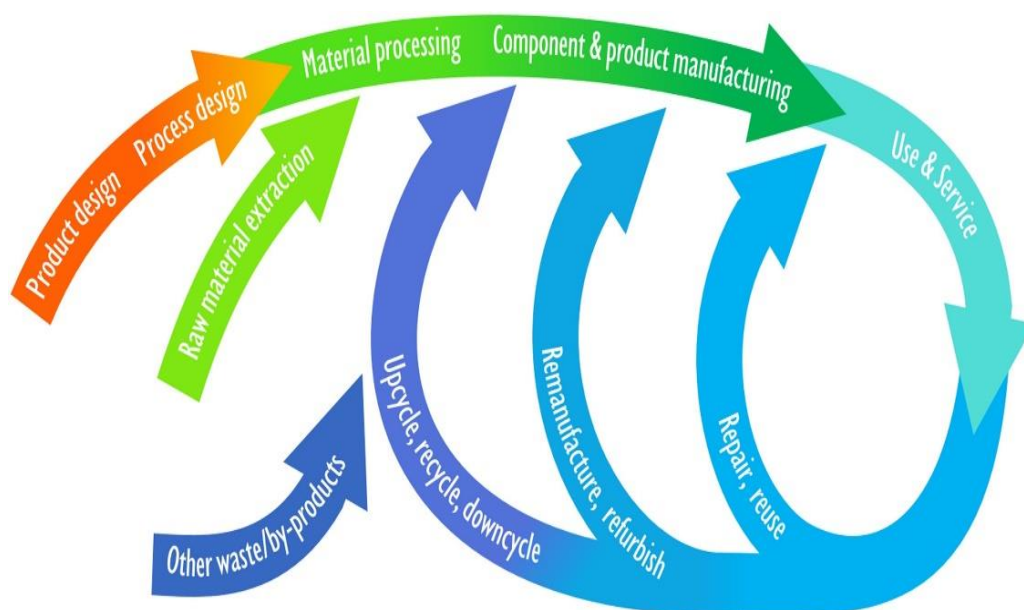 Product design
Process design
Material processing
Component & product manufacturing
Use & Service
Raw material extraction
Other waste/by-products
Upcycle, recycle, downcycle
Remanufacture, refurbish
Repair, reuse